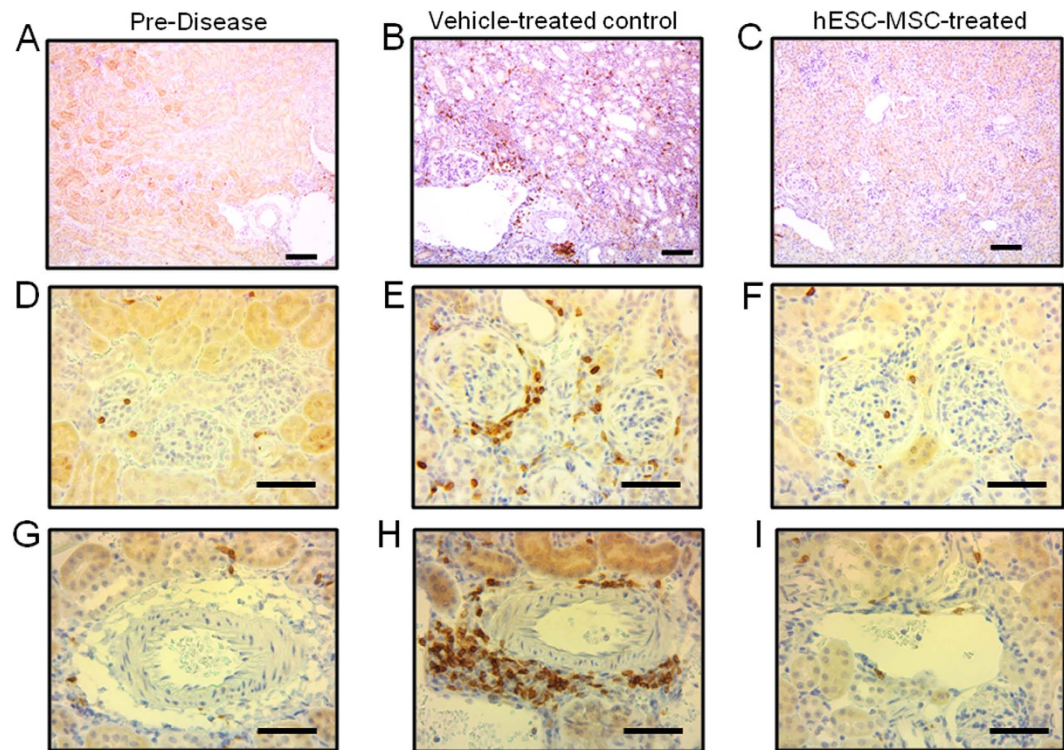 Pre-Disease
Vehicle-treated control
hESC-MSC-treated
A
B
C
D
E
F
G
H
I